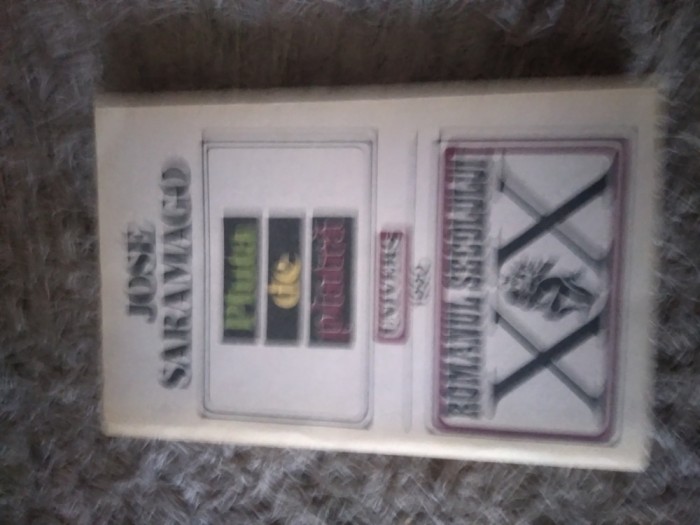 JOSÉ
SARAMAGO
Pluta
de
piatră
UNIVERS
ROMANUL SECOLULUI
XX